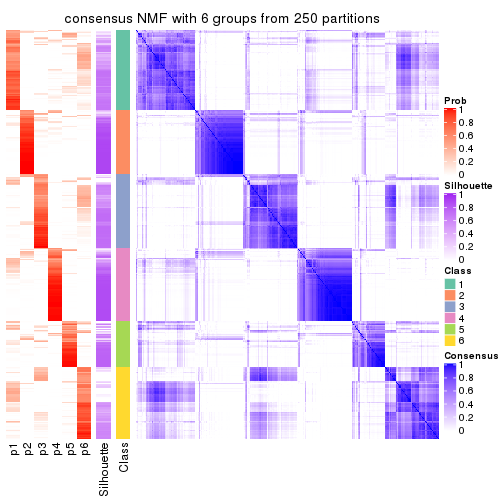 consensus NMF with 6 groups from 250 partitions
Prob
1
0.8
0.6
0.4
0.2
0
Silhouette
1
0.8
0.6
0.4
0.2
0
Class
1
2
3
4
5
6
Consensus
1
0.8
0.6
0.4
0.2
0
p1
p2
p3
p4
p5
p6
Silhouette
Class